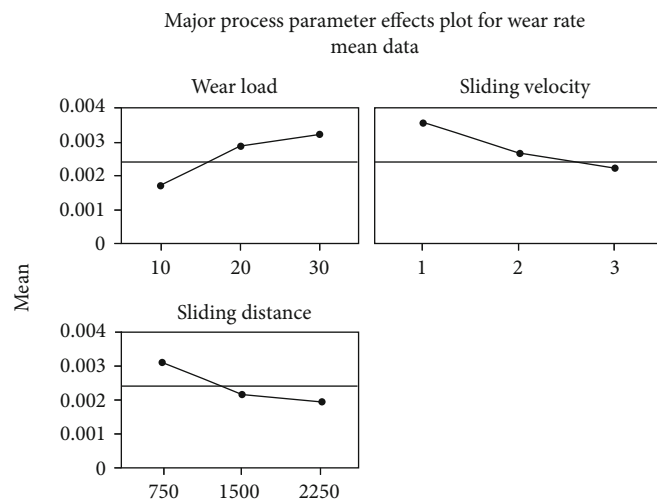 Major process parameter effects plot for wear rate
mean data
Wear load
Sliding velocity
0.004
0.003
0.002
0.001
0
10 20 30
1 2 3
Mean
Sliding distance
0.004
0.003
0.002
0.001
0
750 1500 2250